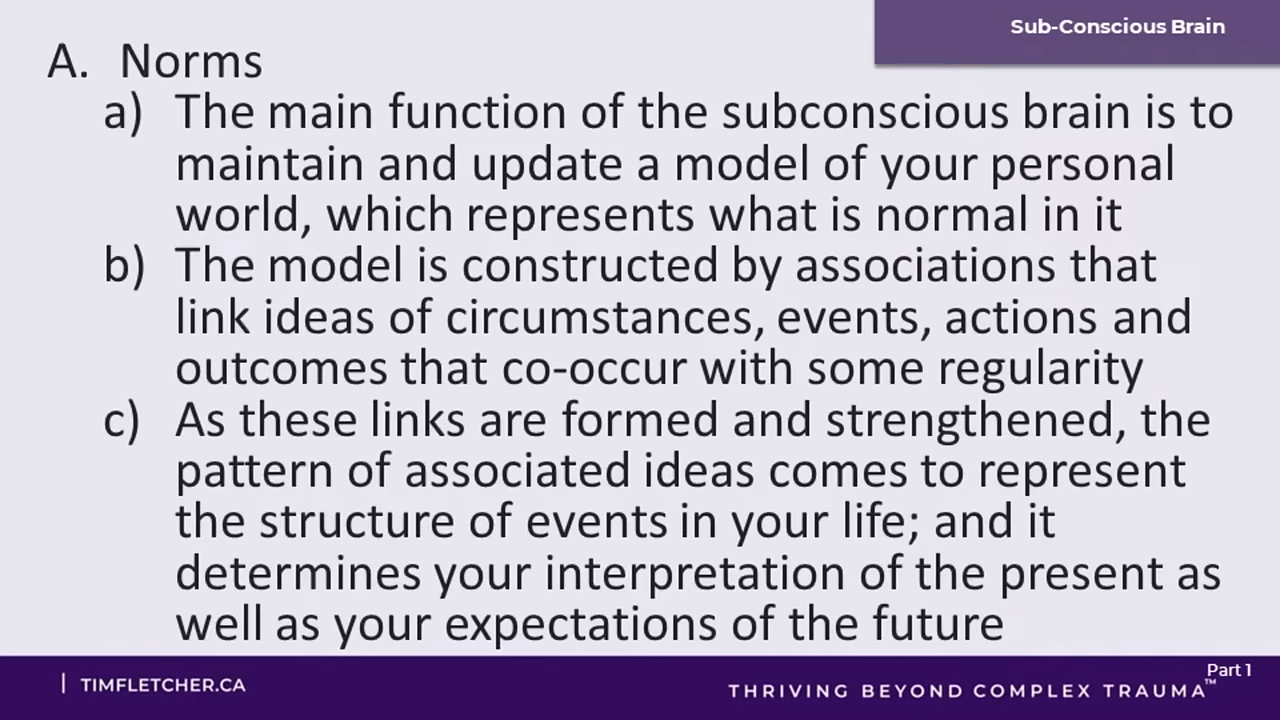 Sub-Conscious Brain
A. Norms
a) The main function of the subconscious brain is to
maintain and update a model of your personal
world, which represents what is normal in it
b) The model is constructed by associations that
link ideas of circumstances, events, actions and
outcomes that co-occur with some regularity
c) As these links are formed and strengthened, the
pattern of associated ideas comes to represent
the structure of events in your life; and it
determines your interpretation of the present as
well as your expectations of the future
Part 1
| TIMFLETCHER.CA
THRIVING BEYOND COMPLEX TRAUMA™